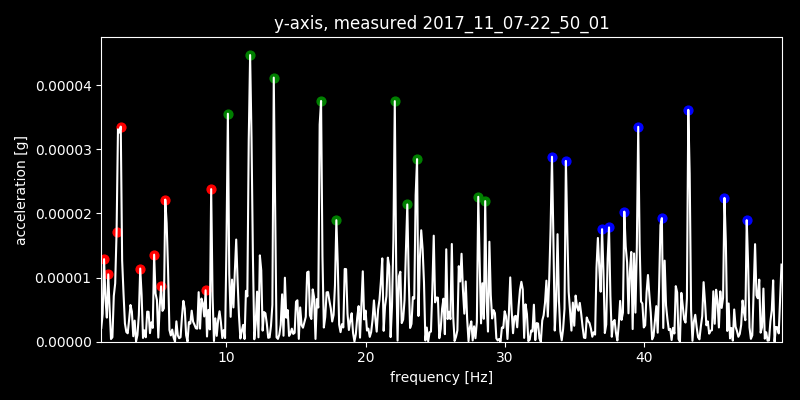 y-axis, measured 2017_11_07-22_50_01
acceleration [g]
0.00004
0.00003
0.00002
0.00001
0.00000
10 20 30 40
frequency [Hz]